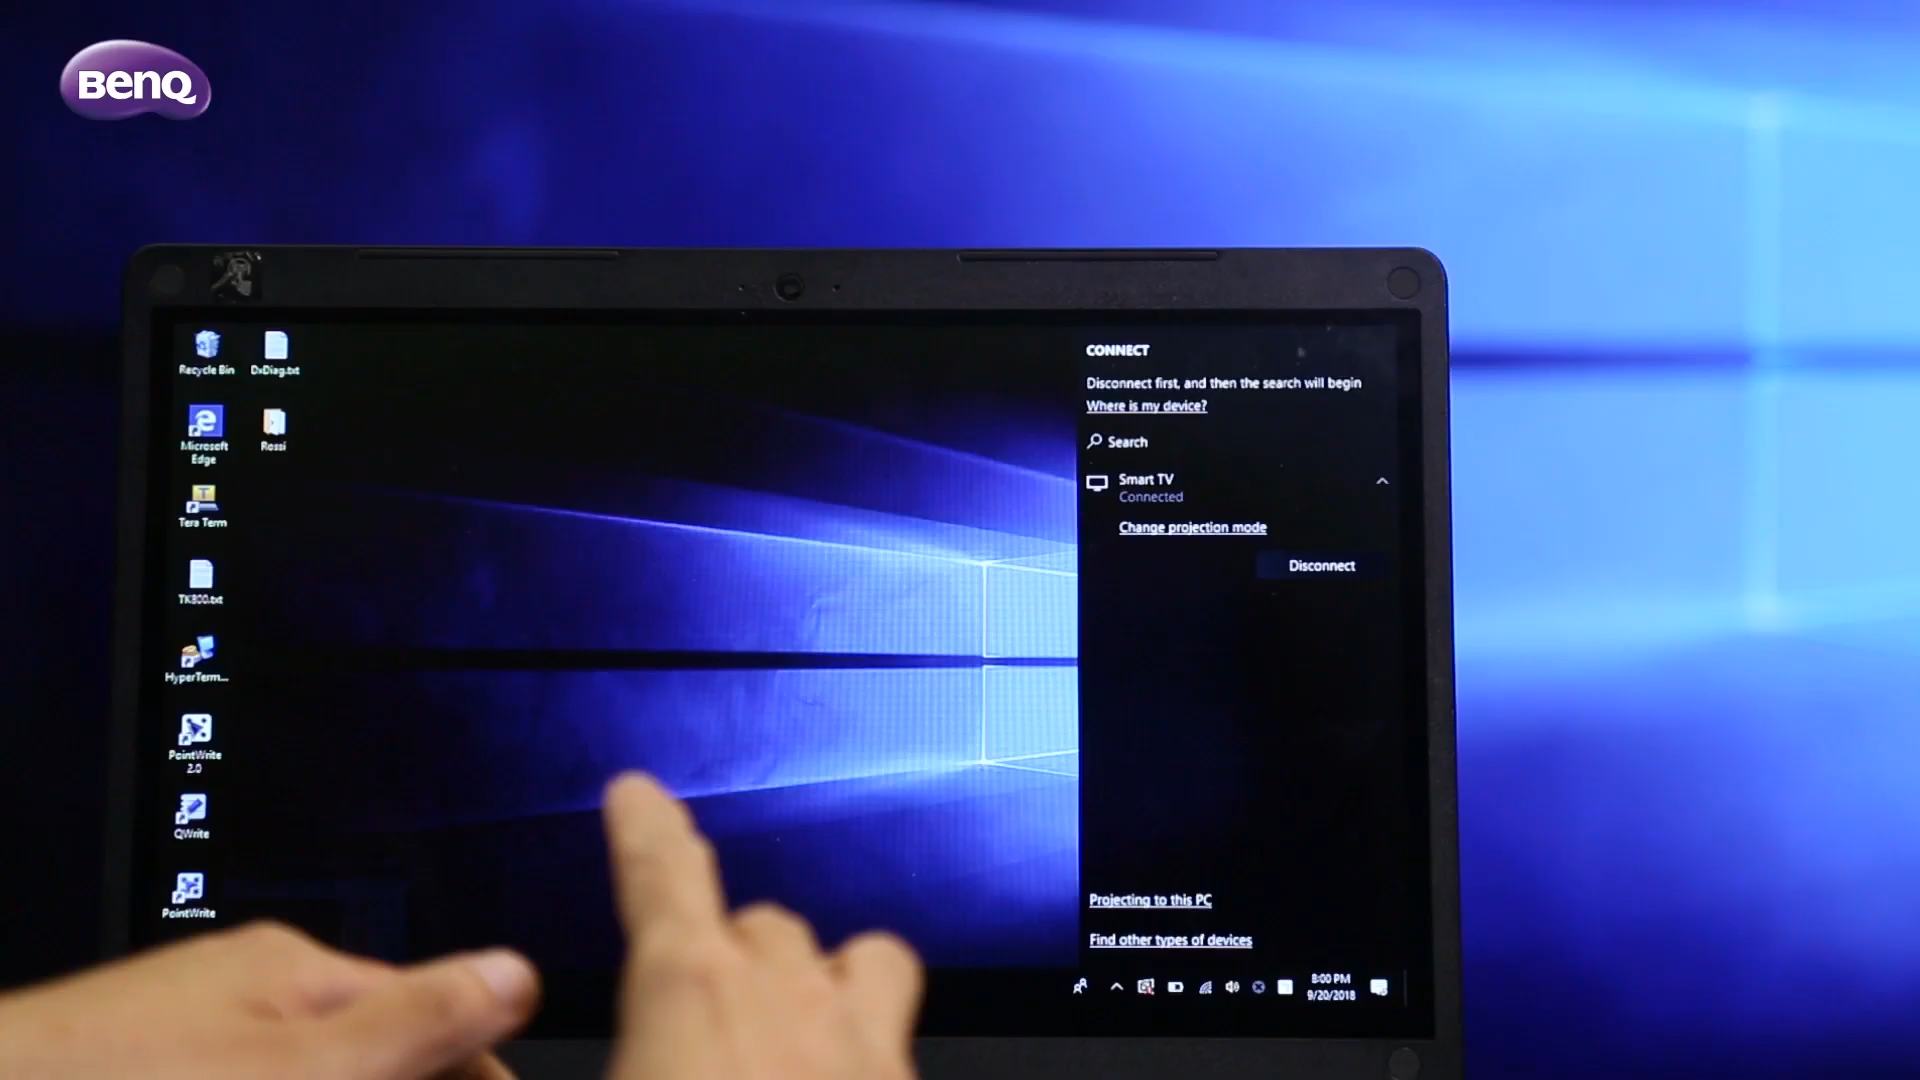 BenQ
Recycle Bin
DxDiag.txt
Microsoft
Edge
Rossi
Tera Term
TK800.txt
HyperTerm...
PointWrite
2.0
QWrite
PointWrite
CONNECT
Disconnect first, and then the search will begin
Where is my device?
Search
Smart TV
Connected
Change projection mode
Disconnect
Projecting to this PC
Find other types of devices
8:00 PM
9/20/2018